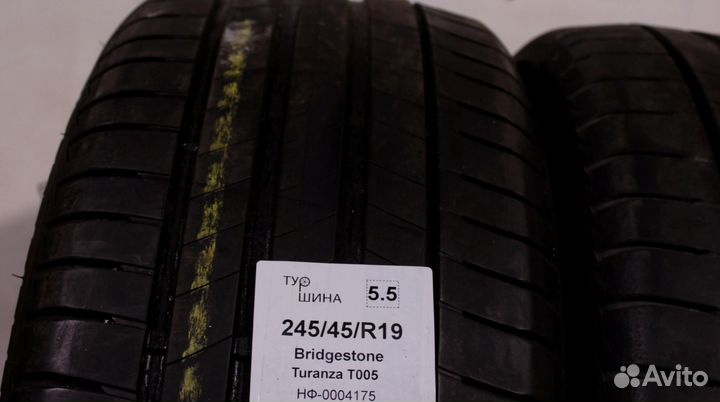 ТУР
ШИНА
5.5
245/45/R19
Bridgestone
Turanza T005
НФ-0004175
Avito